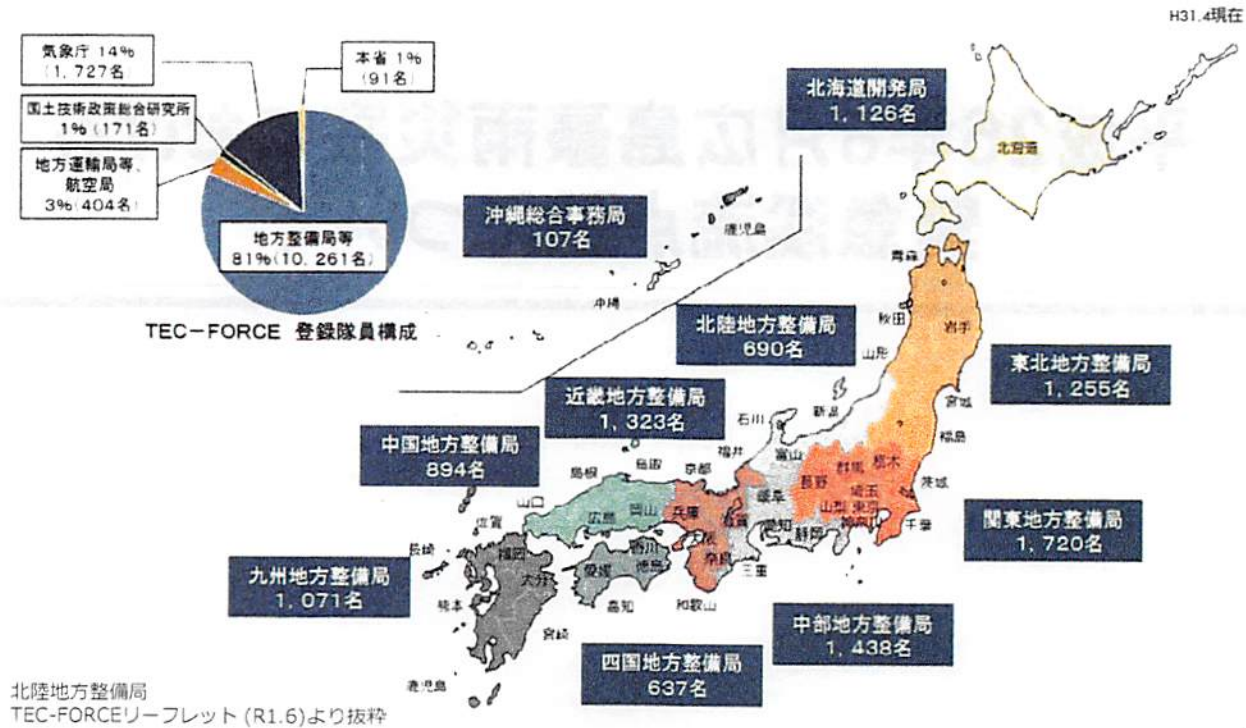 H31.4現在
気象庁 14%
(1,727名)
本省 1%
(91名)
国土技術政策総合研究所
1%(171名)
地方運輸局等、
航空局
3%(404名)
地方整備局等
81%(10,261名)
TEC-FORCE 登録隊員構成
北海道開発局
1,126名
北海道
沖縄総合事務局
107名
鹿児島
沖縄
青森
秋田
岩手
山形
宮城
福島
北陸地方整備局
690名
東北地方整備局
1,255名
近畿地方整備局
1,323名
石川
新潟
福井
富山
群馬
栃木
茨城
長野
埼玉
山梨
東京
神奈川
千葉
中国地方整備局
894名
島根
鳥取
京都
岐阜
山口
広島
岡山
兵庫
滋賀
愛知
静岡
関東地方整備局
1,720名
佐賀
長崎
福岡
大分
香川
愛媛
徳島
奈良
三重
高知
和歌山
九州地方整備局
1,071名
熊本
宮崎
鹿児島
中部地方整備局
1,438名
四国地方整備局
637名
北陸地方整備局
TEC-FORCEリーフレット (R1.6)より抜粋